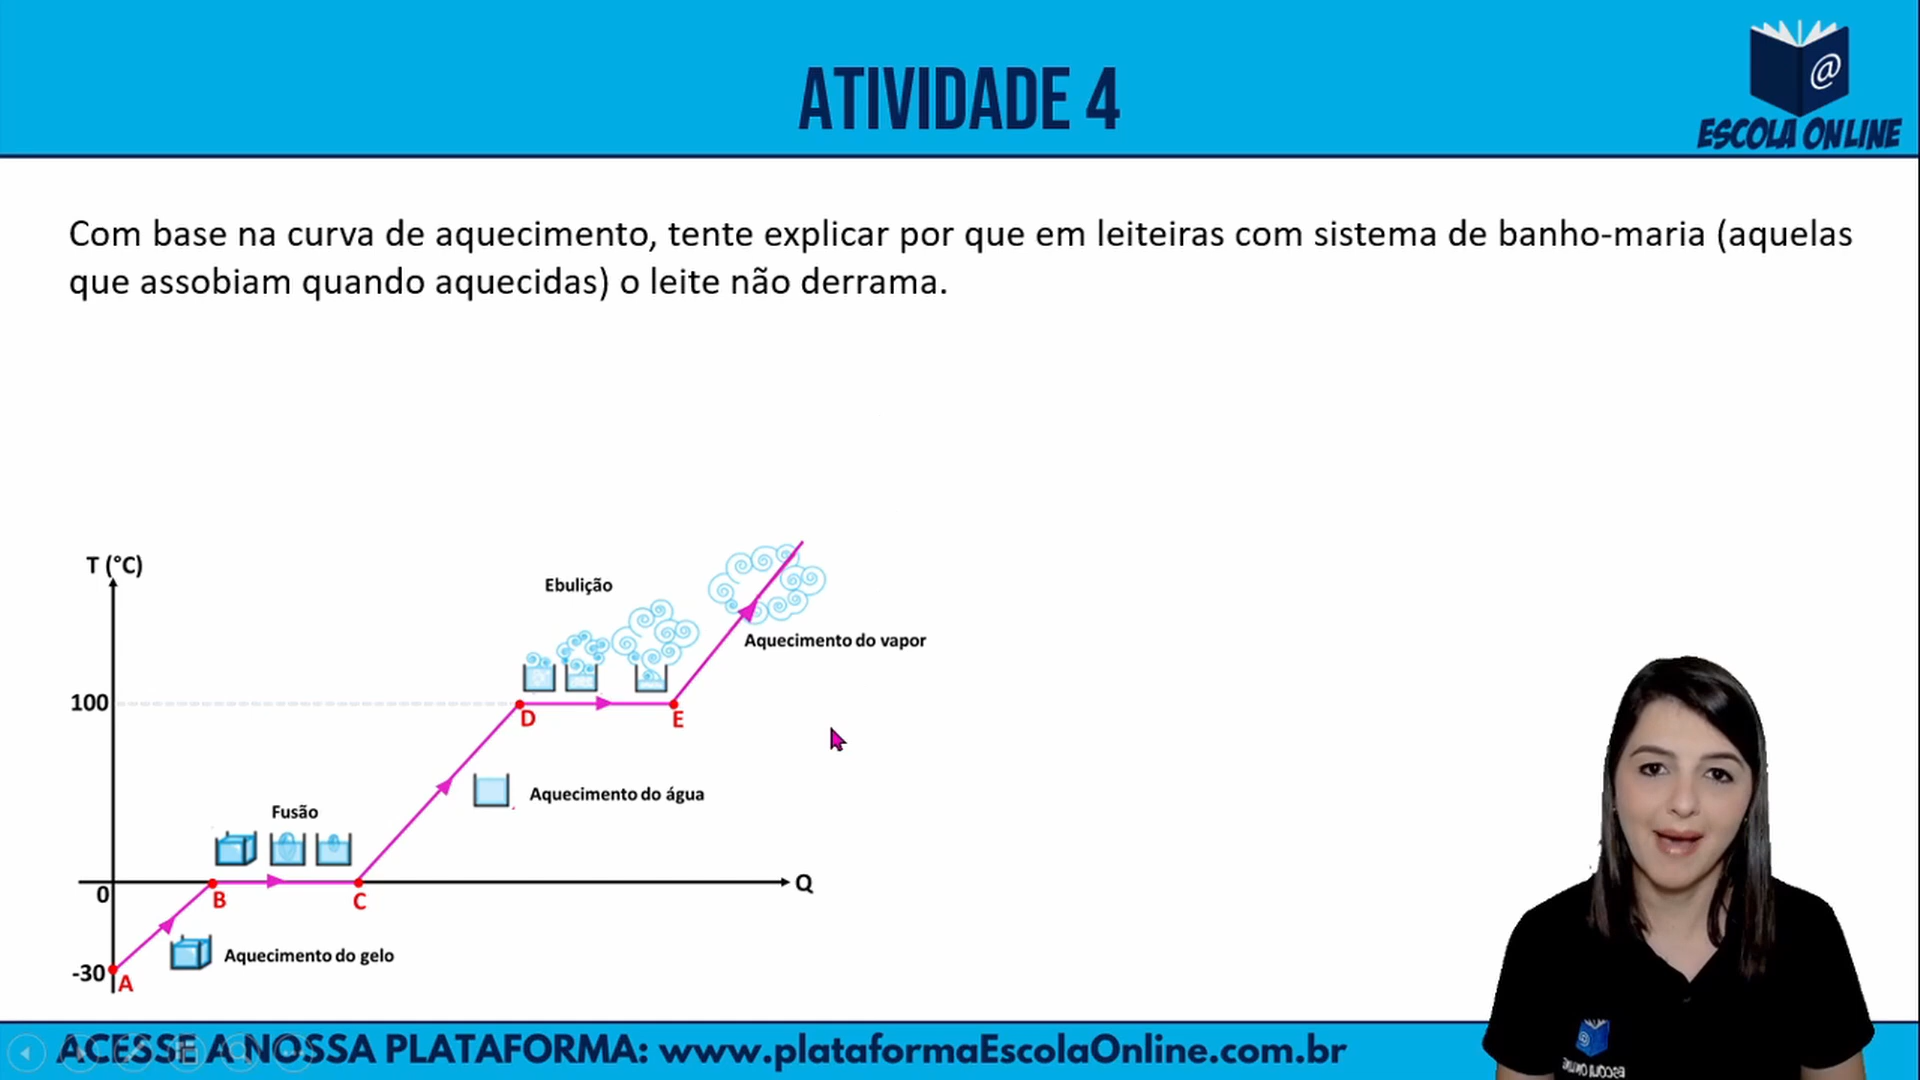 ATIVIDADE 4
@
ESCOLA ONLINE
Com base na curva de aquecimento, tente explicar por que em leiteiras com sistema de banho-maria (aquelas
que assobiam quando aquecidas) o leite não derrama.
T (°C)
Ebulição
Aquecimento do vapor
100
D
E
Aquecimento do água
Fusão
0
B
C
Q
Aquecimento do gelo
-30
A
ACESSE A NOSSA PLATAFORMA: www.plataformaEscolaOnline.com.br